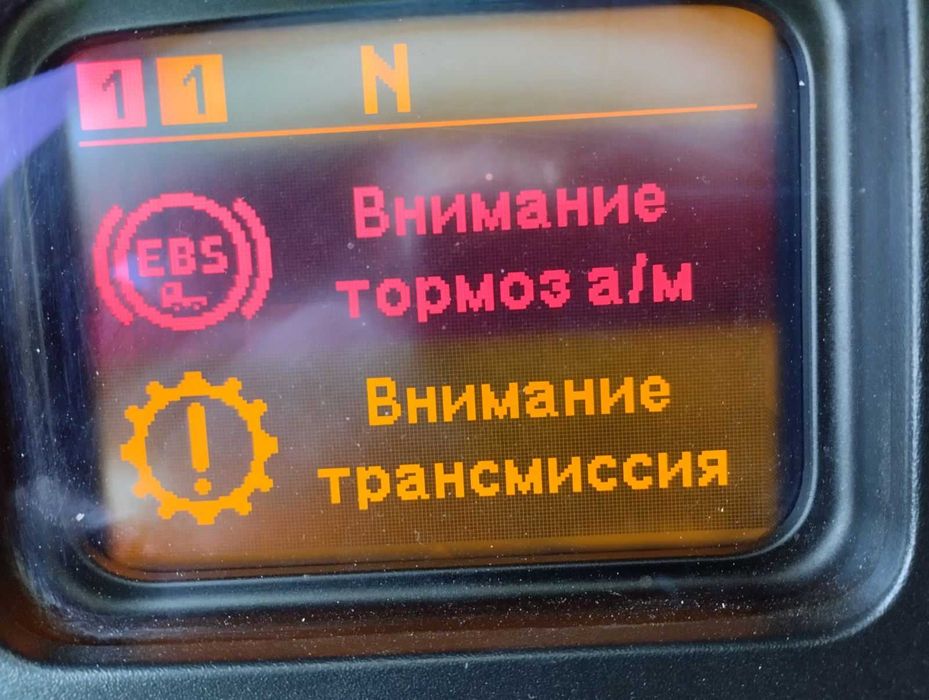 1 1 N
EBS
Внимание
тормоз а/м
Внимание
!
трансмиссия